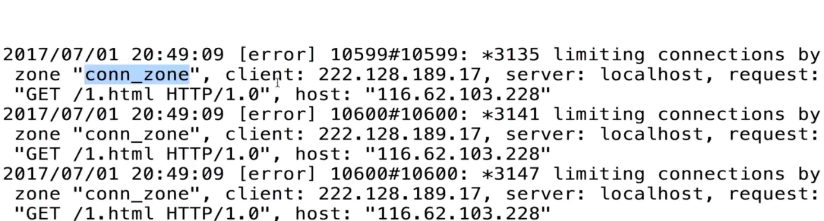 2017/07/01 20:49:09 [error] 10599#10599: *3135 limiting connections by
zone "conn_zone", client: 222.128.189.17, server: localhost, request:
"GET /1.html HTTP/1.0", host: "116.62.103.228"
2017/07/01 20:49:09 [error] 10600#10600: *3141 limiting connections by
zone "conn_zone", client: 222.128.189.17, server: localhost, request:
"GET /1.html HTTP/1.0", host: "116.62.103.228"
2017/07/01 20:49:09 [error] 10600#10600: *3147 limiting connections by
zone "conn_zone", client: 222.128.189.17, server: localhost, request:
"GET /1.html HTTP/1.0", host: "116.62.103.228"